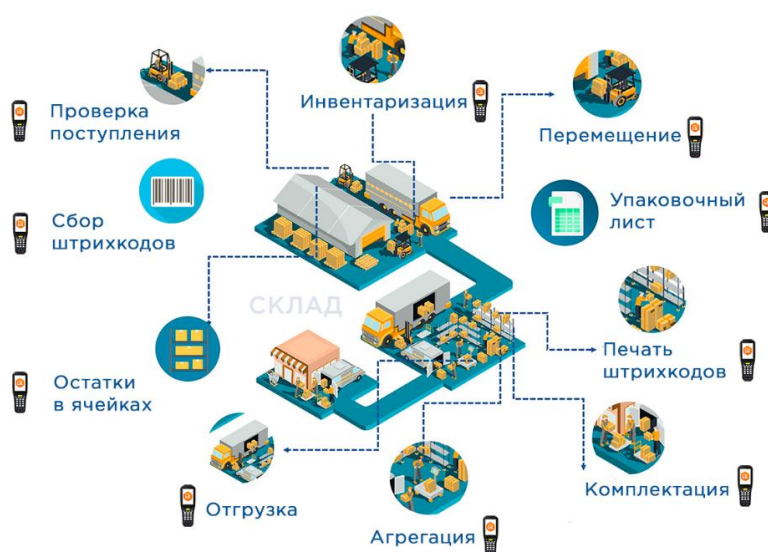 Инвентаризация
Проверка
поступления
Перемещение
Сбор
штрихкодов
Упаковочный
лист
СКЛАД
Остатки
в ячейках
Печать
штрихкодов
Отгрузка
Агрегация
Комплектация